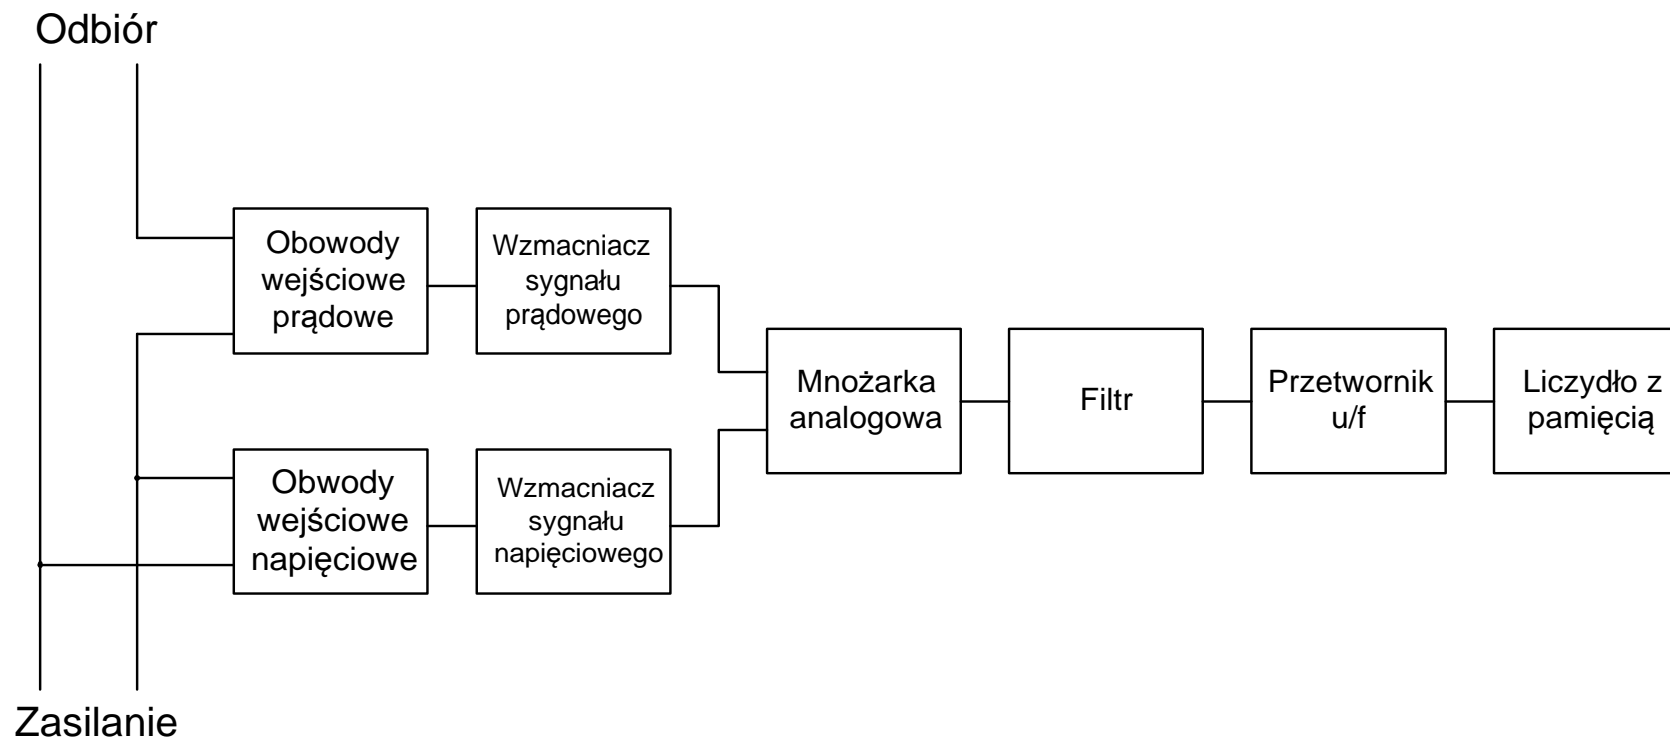 Odbiór
Obowody
wejściowe
prądowe
Wzmacniacz
sygnału
prądowego
Obwody
wejściowe
napięciowe
Wzmacniacz
sygnału
napięciowego
Mnożarka
analogowa
Filtr
Przetwornik
u/f
Liczydło z
pamięcią
Zasilanie